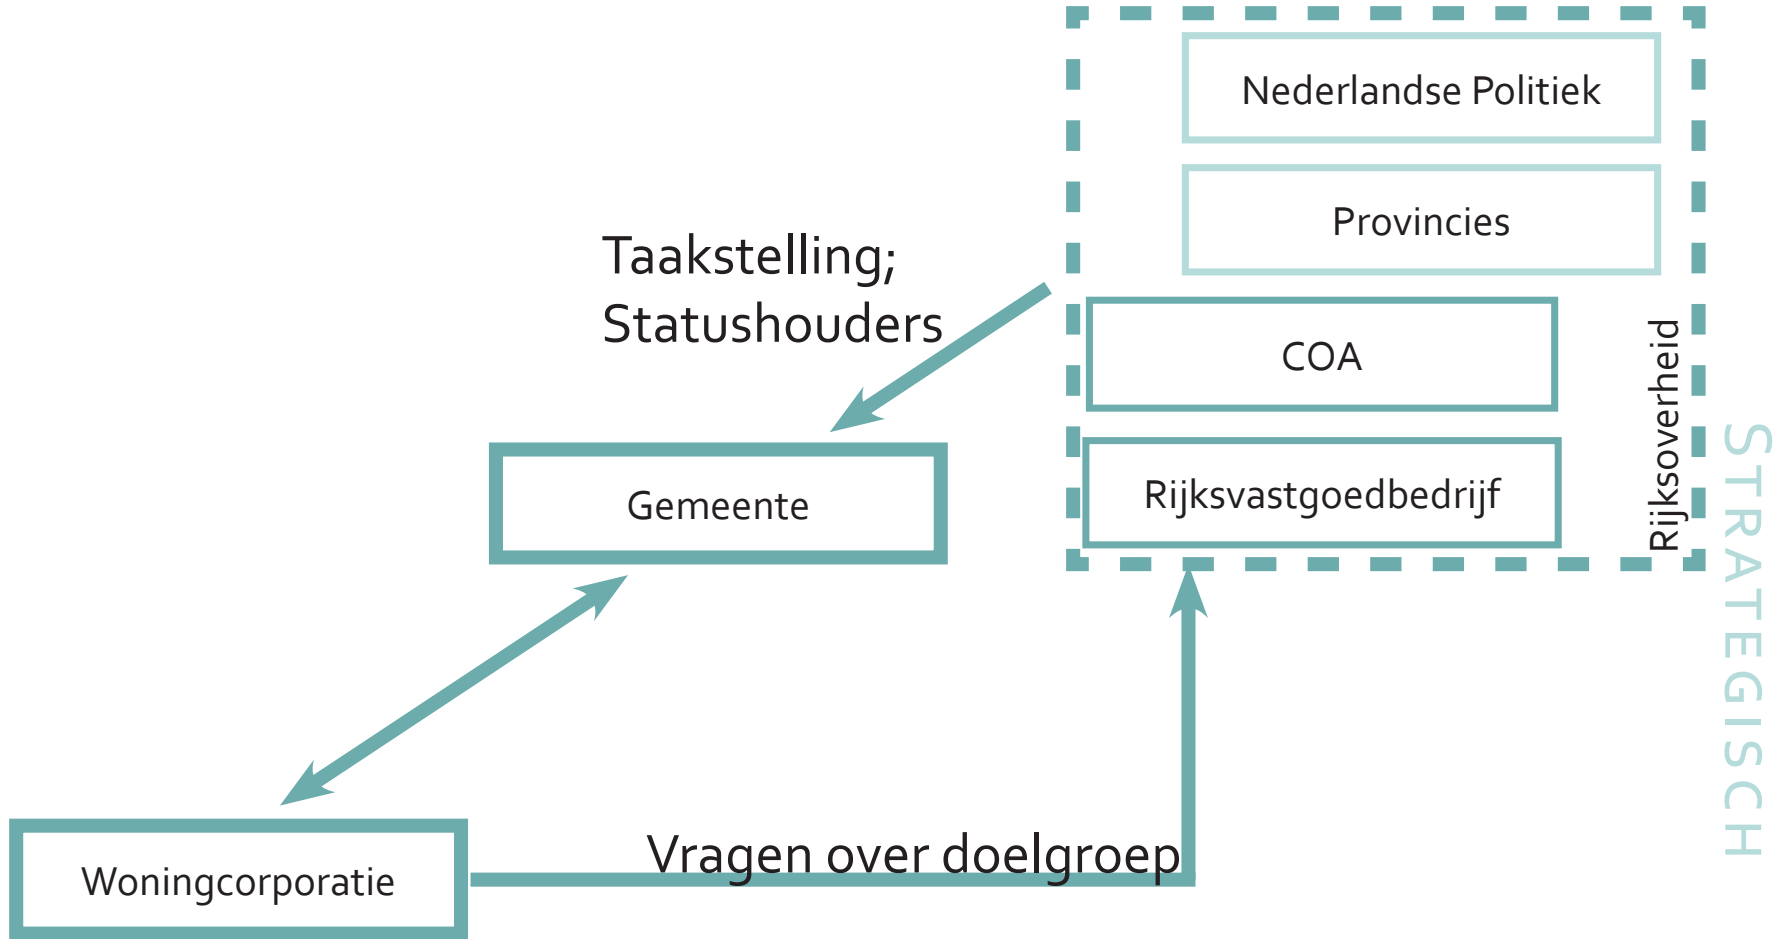 Nederlandse Politiek
Provincies
Taakstelling;
Statushouders
COA
Rijksvastgoedbedrijf
Rijksoverheid
STRATEGISCH
Gemeente
Vragen over doelgroep
Woningcorporatie